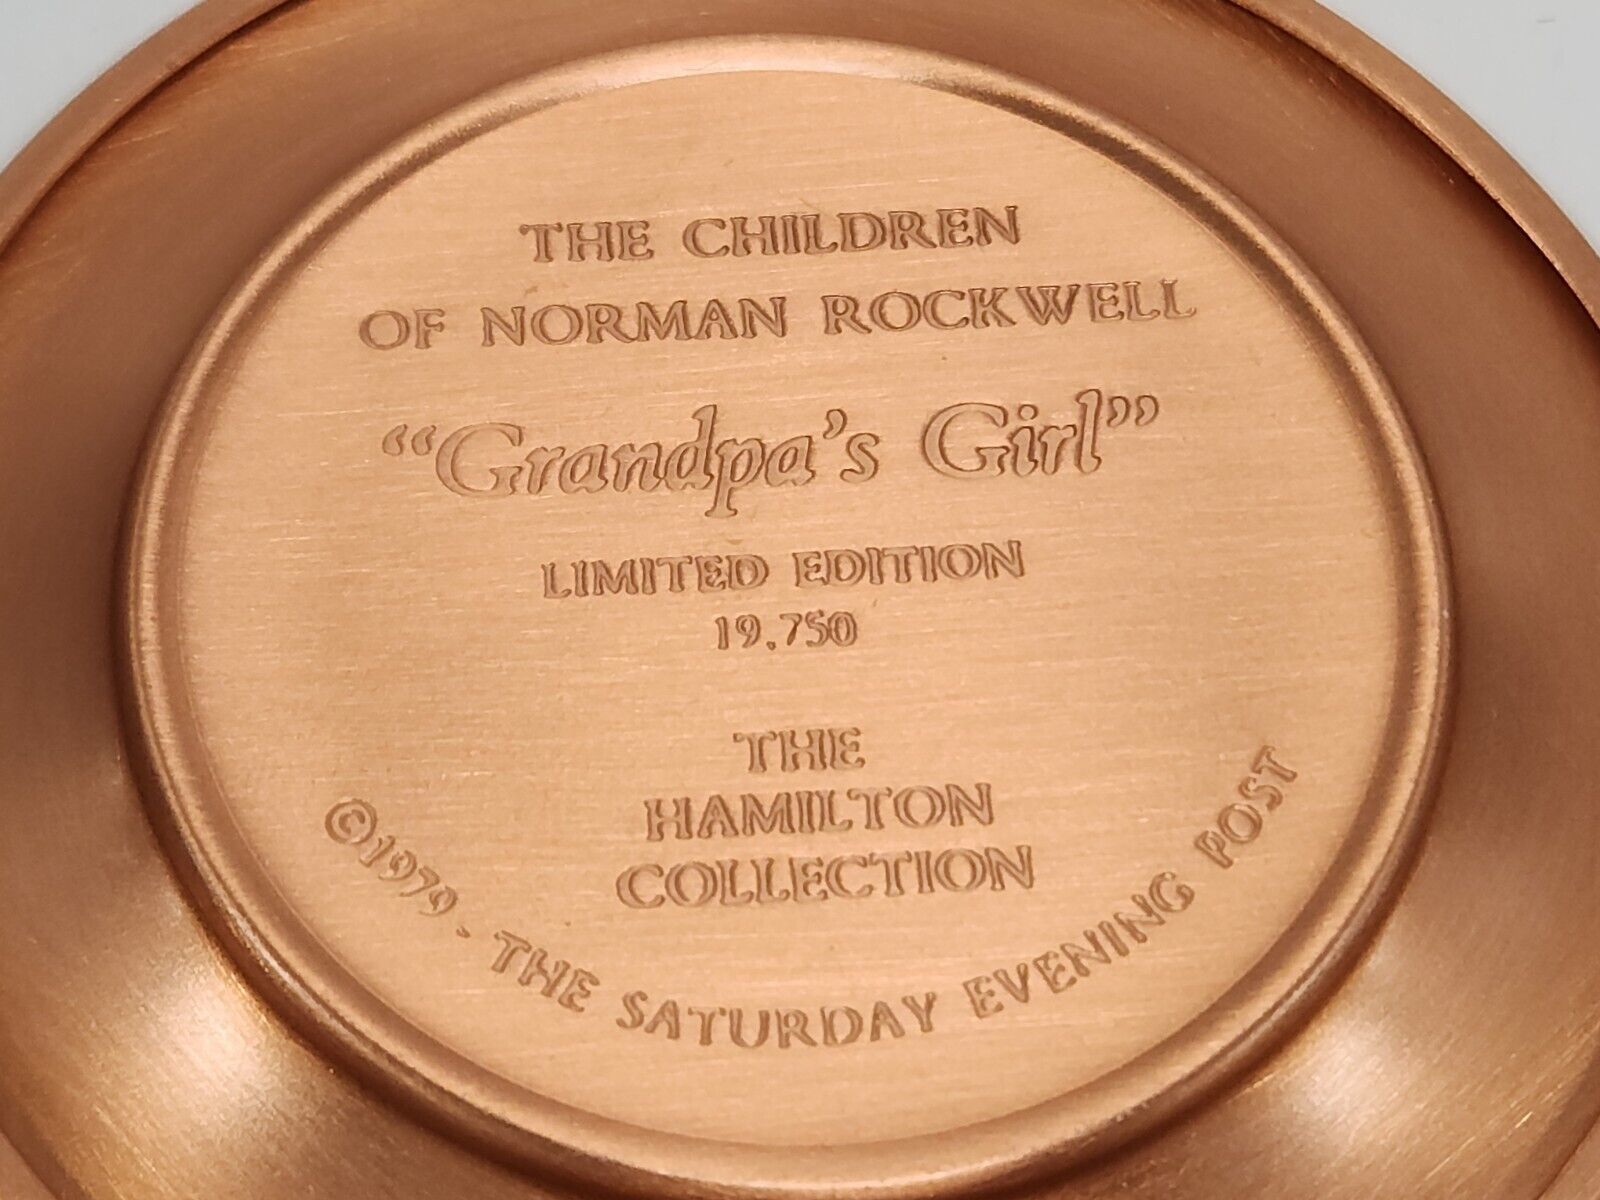 THE CHILDREN
OF NORMAN ROCKWELL
“Grandpa’s Girl”
LIMITED EDITION
19,750
THE
HAMILTON
COLLECTION
©1979 - THE SATURDAY EVENING POST